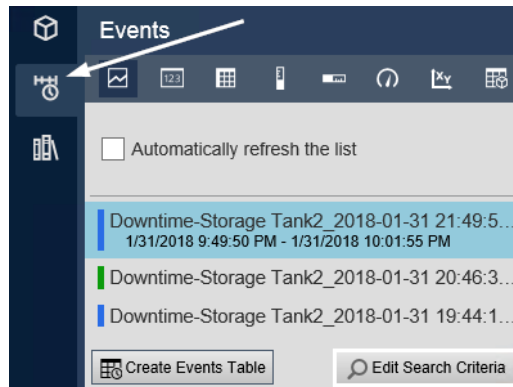 Events
123
XY
Automatically refresh the list
Downtime-Storage Tank2_2018-01-31 21:49:5...
1/31/2018 9:49:50 PM - 1/31/2018 10:01:55 PM
Downtime-Storage Tank2_2018-01-31 20:46:3...
Downtime-Storage Tank2_2018-01-31 19:44:1...
Create Events Table
Edit Search Criteria